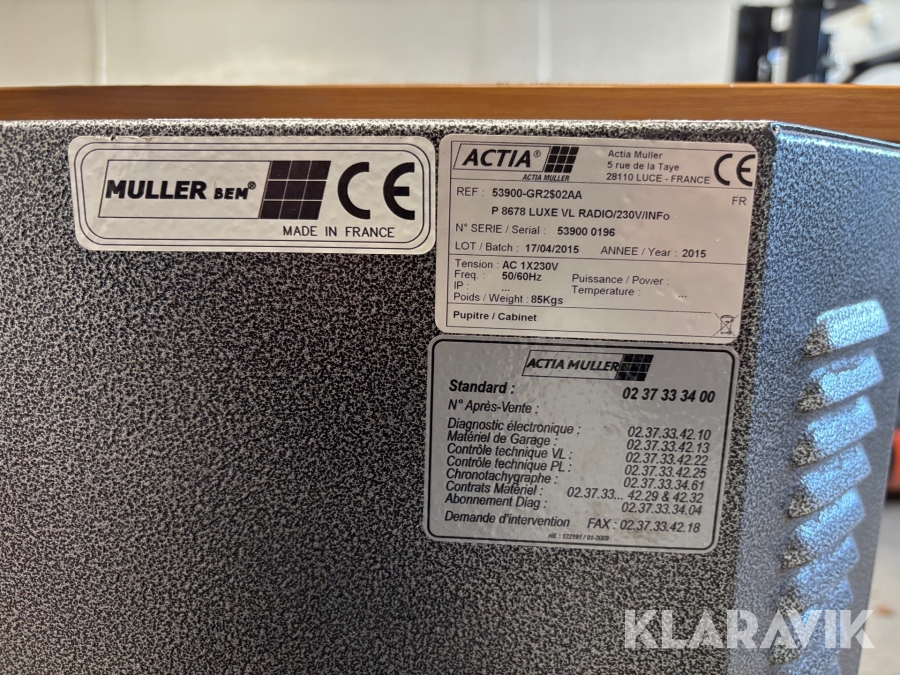 MULLER BEM®
CE
MADE IN FRANCE
ACTIA®
ACTIA MULLER
Actia Muller
5 rue de la Taye
28110 LUCE - FRANCE
CE
FR
REF : 53900-GR2$02AA
P 8678 LUXE VL RADIO/230V/INFo
N° SERIE / Serial : 53900 0196
LOT / Batch : 17/04/2015 ANNEE / Year : 2015
Tension : AC 1X230V
Freq. : 50/60Hz Puissance / Power :
IP : ... Temperature : ...
Poids / Weight : 85Kgs
Pupitre / Cabinet
ACTIA MULLER
Standard : 02 37 33 34 00
N° Après-Vente :
Diagnostic électronique : 02.37.33.42.10
Matériel de Garage : 02.37.33.42.13
Contrôle technique VL : 02.37.33.42.22
Contrôle technique PL : 02.37.33.42.25
Chronotachygraphe : 02.37.33.34.61
Contrats Matériel : 02.37.33... 42.29 & 42.32
Abonnement Diag : 02.37.33.34.04
Demande d'intervention FAX : 02.37.33.42.18
réf. : 122191 / 01-2009
KLARAVIK